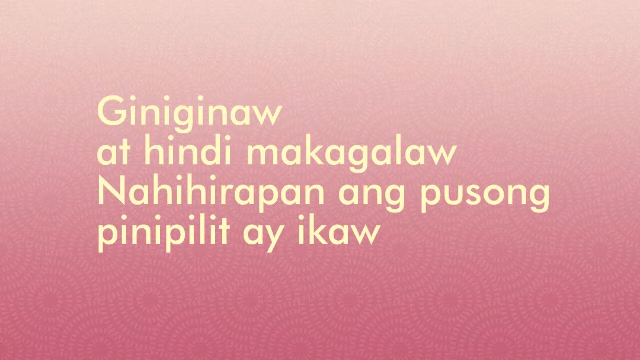 Giniginaw
at hindi makagalaw
Nahihirapan ang pusong
pinipilit ay ikaw